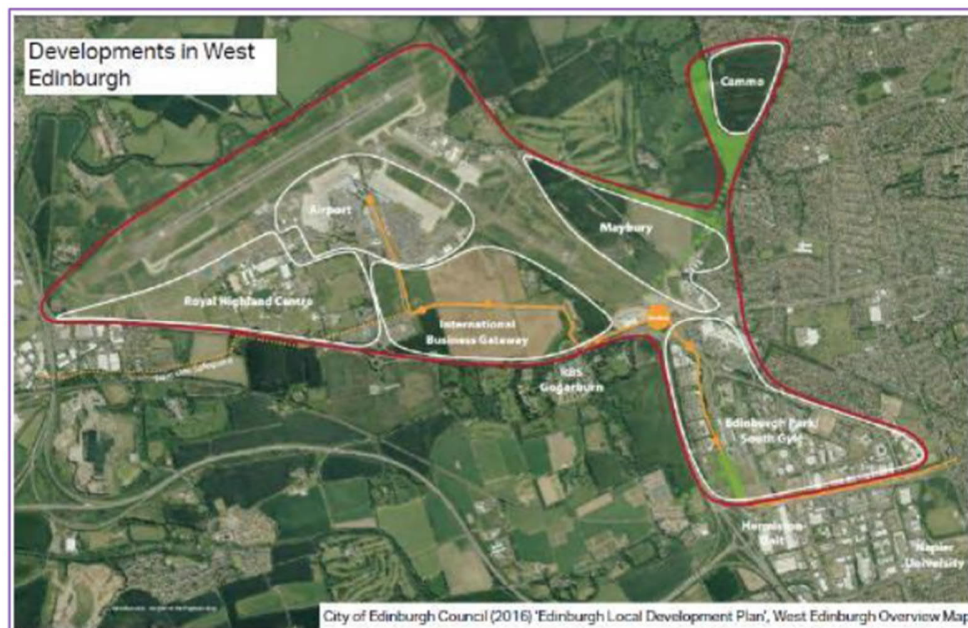 Developments in West
Edinburgh
Cammo
Maybury
Airport
Royal Highland Centre
International
Business Gateway
RBS
Gogarburn
Edinburgh Park/
South Gyle
Hermiston
Gait
Napier
University
City of Edinburgh Council (2016) 'Edinburgh Local Development Plan', West Edinburgh Overview Map